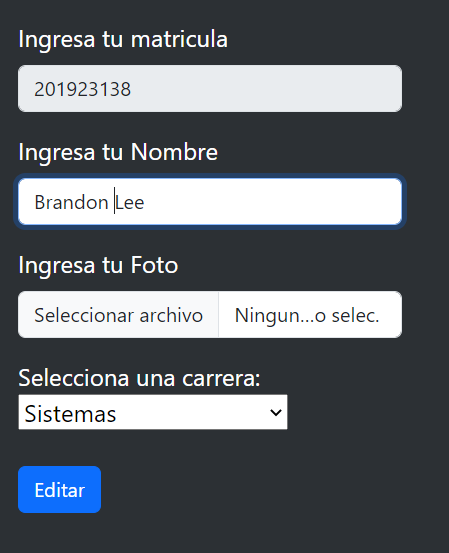 Ingresa tu matricula
201923138
Ingresa tu Nombre
Brandon Lee
Ingresa tu Foto
Seleccionar archivo Ningun...o selec.
Selecciona una carrera:
Sistemas
Editar